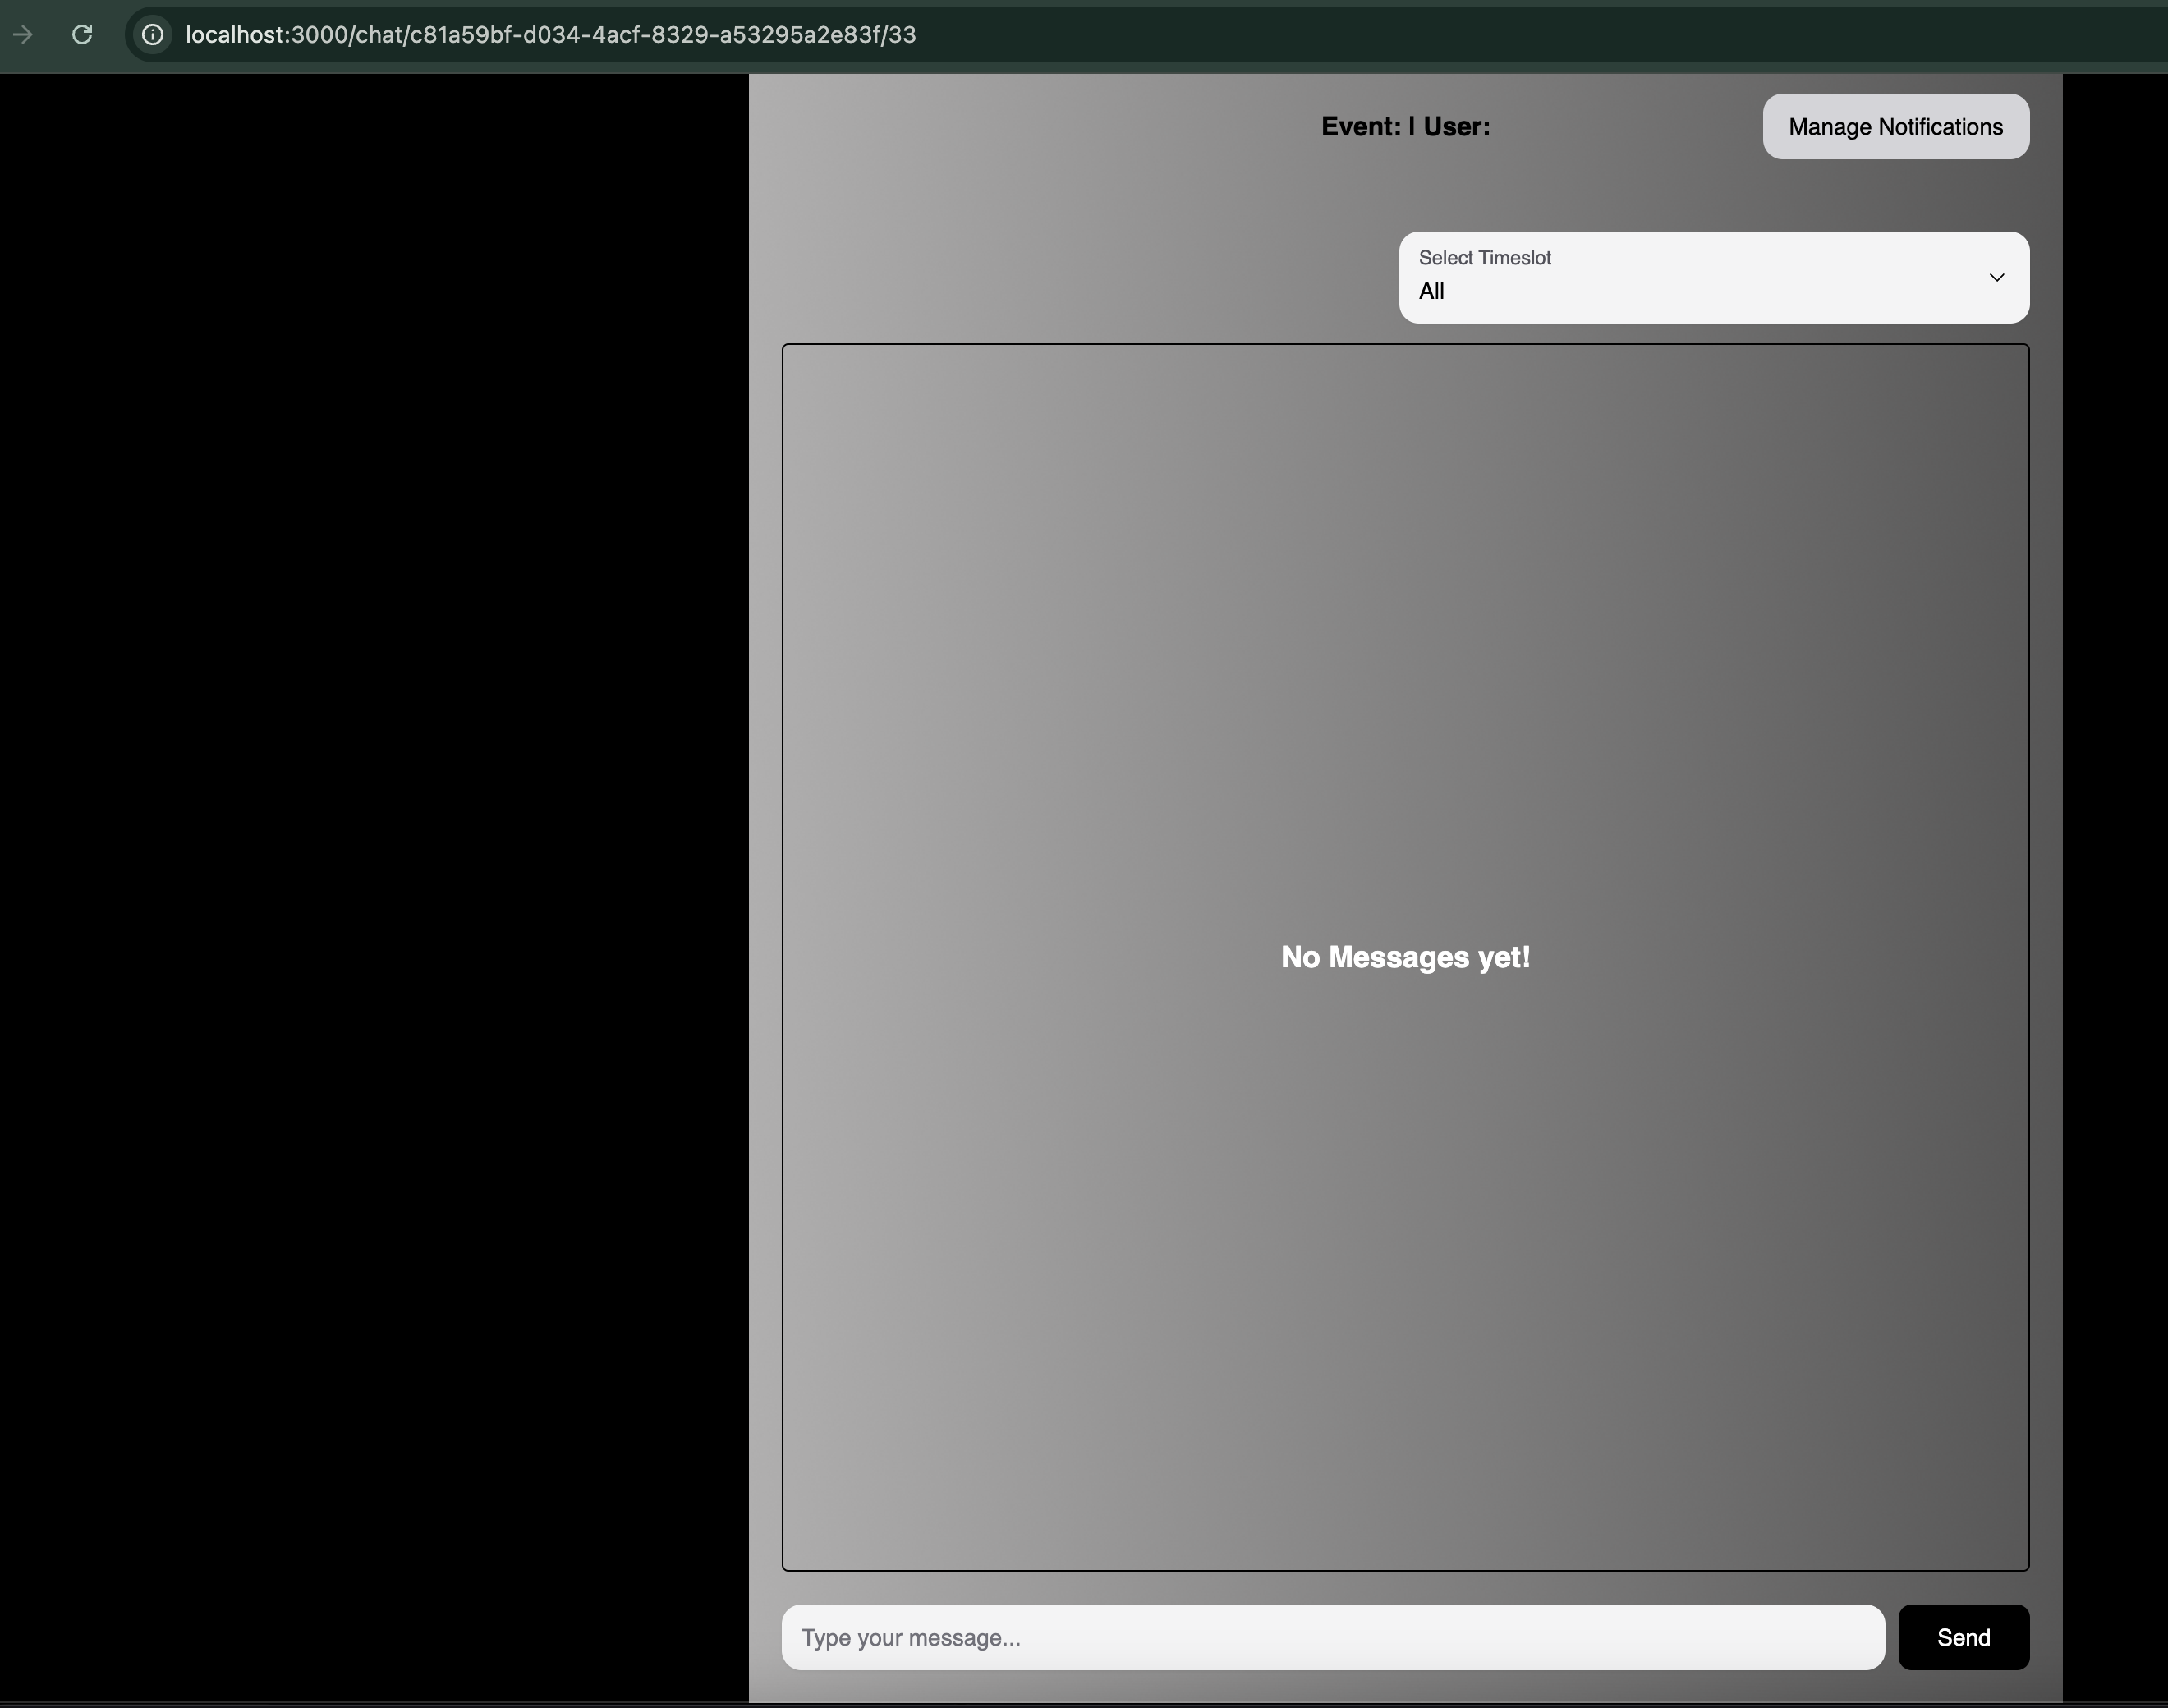 localhost:3000/chat/c81a59bf-d034-4acf-8329-a53295a2e83f/33
Event: | User:
Manage Notifications
Select Timeslot
All
No Messages yet!
Type your message...
Send